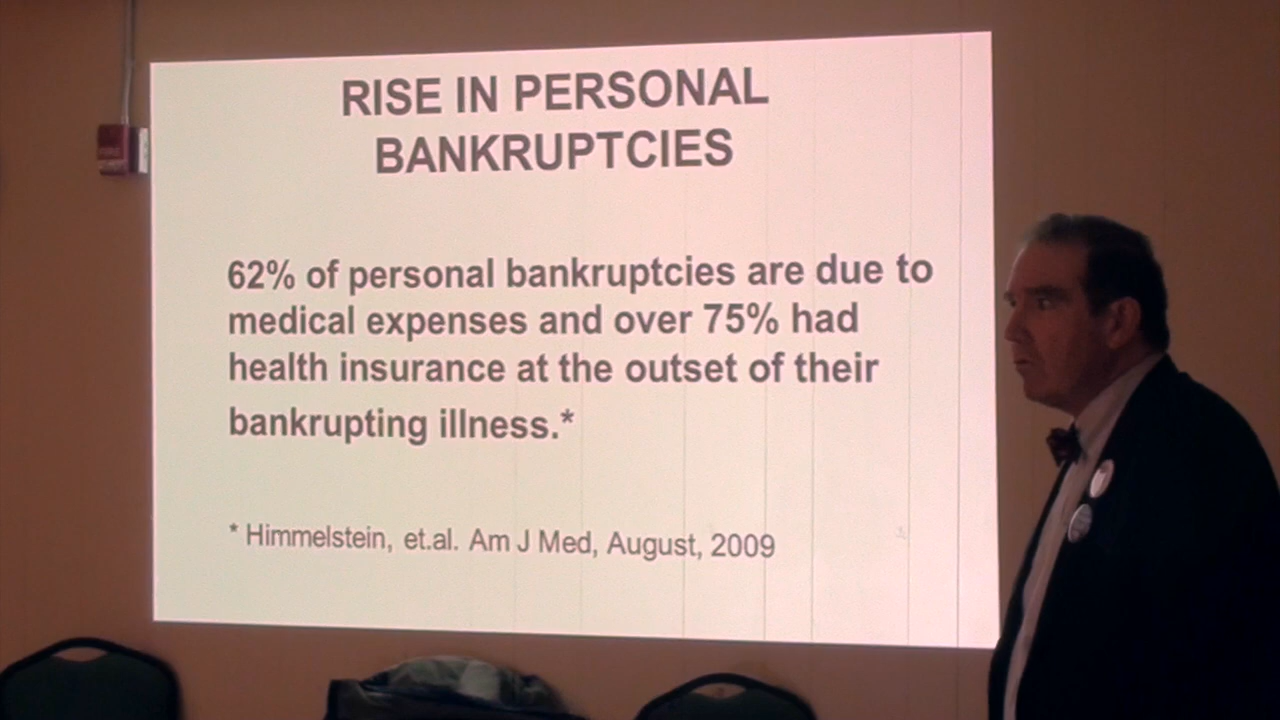 RISE IN PERSONAL
BANKRUPTCIES
62% of personal bankruptcies are due to
medical expenses and over 75% had
health insurance at the outset of their
bankrupting illness.*
* Himmelstein, et.al. Am J Med, August, 2009